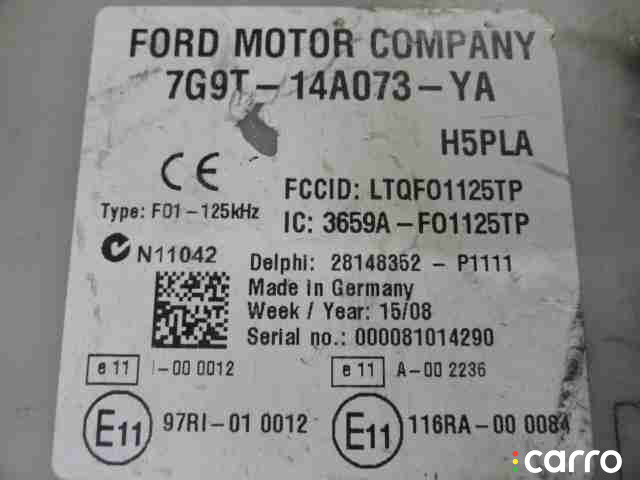 FORD MOTOR COMPANY
7G9T-14A073-YA
H5PLA
CE
FCCID: LTQFO1125TP
Type: F01-125kHz
IC: 3659A-FO1125TP
N11042
Delphi: 28148352-P1111
Made in Germany
Week / Year: 15/08
Serial no.: 000081014290
e 11 I-00 0012 e 11 A-00 2236
E11 97RI-01 0012 E11 116RA-00 0084
carro